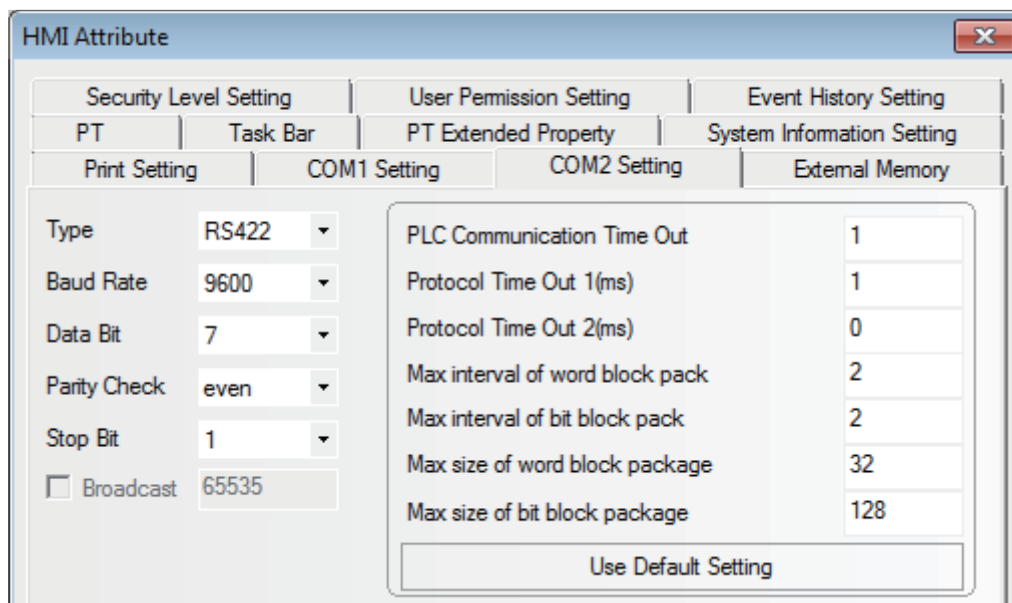 HMI Attribute
Security Level Setting User Permission Setting Event History Setting
PT Task Bar PT Extended Property System Information Setting
Print Setting COM1 Setting COM2 Setting External Memory
Type RS422
Baud Rate 9600
Data Bit 7
Parity Check even
Stop Bit 1
Broadcast 65535
PLC Communication Time Out 1
Protocol Time Out 1(ms) 1
Protocol Time Out 2(ms) 0
Max interval of word block pack 2
Max interval of bit block pack 2
Max size of word block package 32
Max size of bit block package 128
Use Default Setting